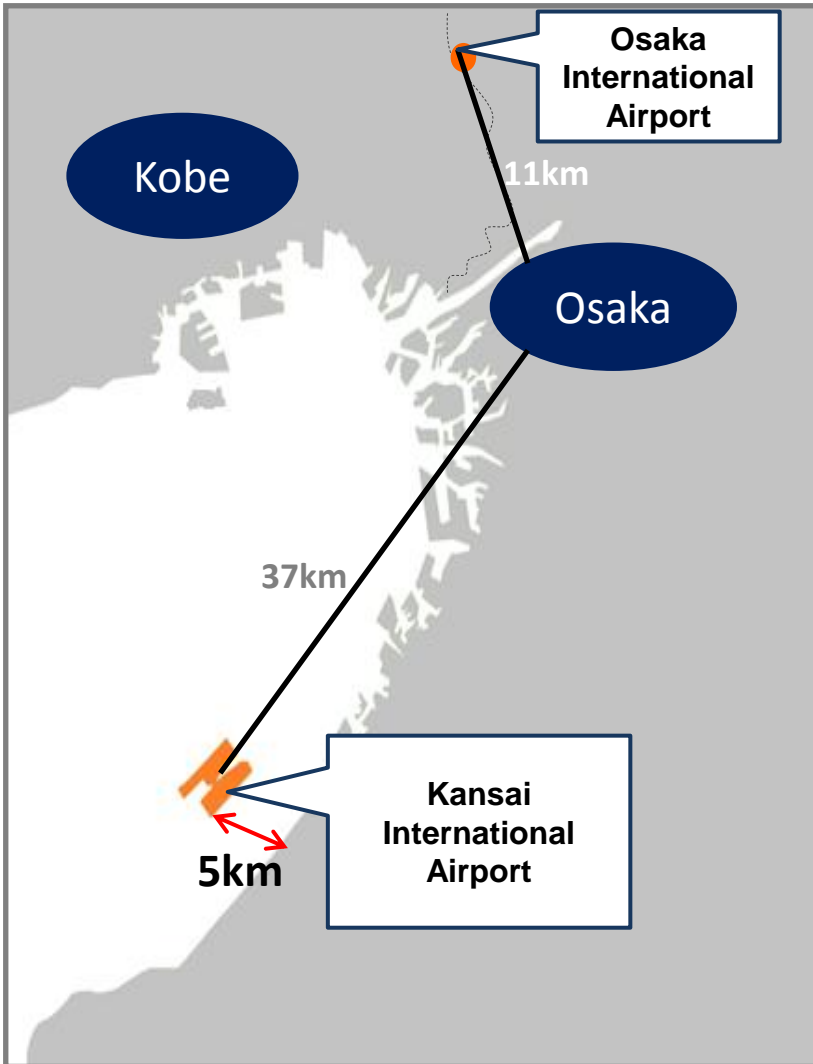 Osaka
International
Airport
Kobe
11km
Osaka
37km
Kansai
International
Airport
5km